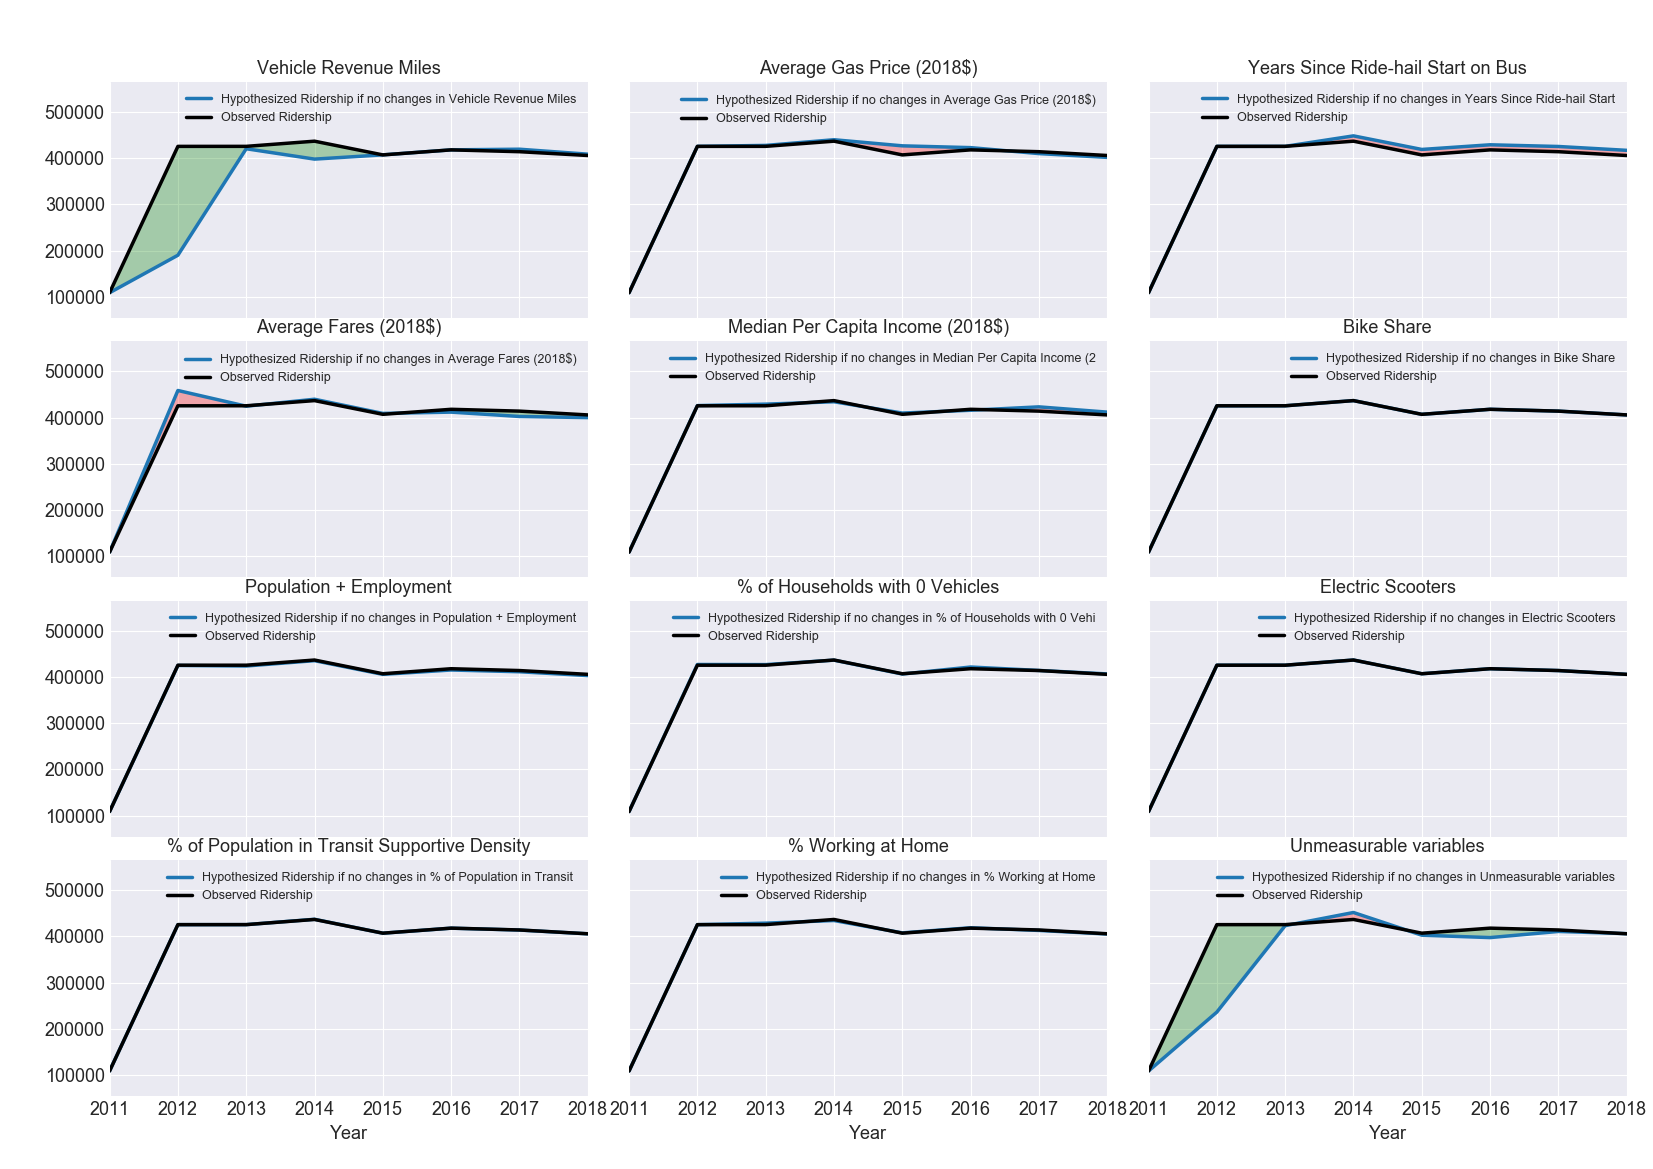 Vehicle Revenue Miles
Hypothesized Ridership if no changes in Vehicle Revenue Miles
Observed Ridership
500000
400000
300000
200000
100000
Average Gas Price (2018$)
Hypothesized Ridership if no changes in Average Gas Price (2018$)
Observed Ridership
Years Since Ride-hail Start on Bus
Hypothesized Ridership if no changes in Years Since Ride-hail Start
Observed Ridership
Average Fares (2018$)
Hypothesized Ridership if no changes in Average Fares (2018$)
Observed Ridership
500000
400000
300000
200000
100000
Median Per Capita Income (2018$)
Hypothesized Ridership if no changes in Median Per Capita Income (2
Observed Ridership
Bike Share
Hypothesized Ridership if no changes in Bike Share
Observed Ridership
Population + Employment
Hypothesized Ridership if no changes in Population + Employment
Observed Ridership
500000
400000
300000
200000
100000
% of Households with 0 Vehicles
Hypothesized Ridership if no changes in % of Households with 0 Vehi
Observed Ridership
Electric Scooters
Hypothesized Ridership if no changes in Electric Scooters
Observed Ridership
% of Population in Transit Supportive Density
Hypothesized Ridership if no changes in % of Population in Transit
Observed Ridership
500000
400000
300000
200000
100000
2011 2012 2013 2014 2015 2016 2017 2018
Year
% Working at Home
Hypothesized Ridership if no changes in % Working at Home
Observed Ridership
2011 2012 2013 2014 2015 2016 2017 2018
Year
Unmeasurable variables
Hypothesized Ridership if no changes in Unmeasurable variables
Observed Ridership
2011 2012 2013 2014 2015 2016 2017 2018
Year